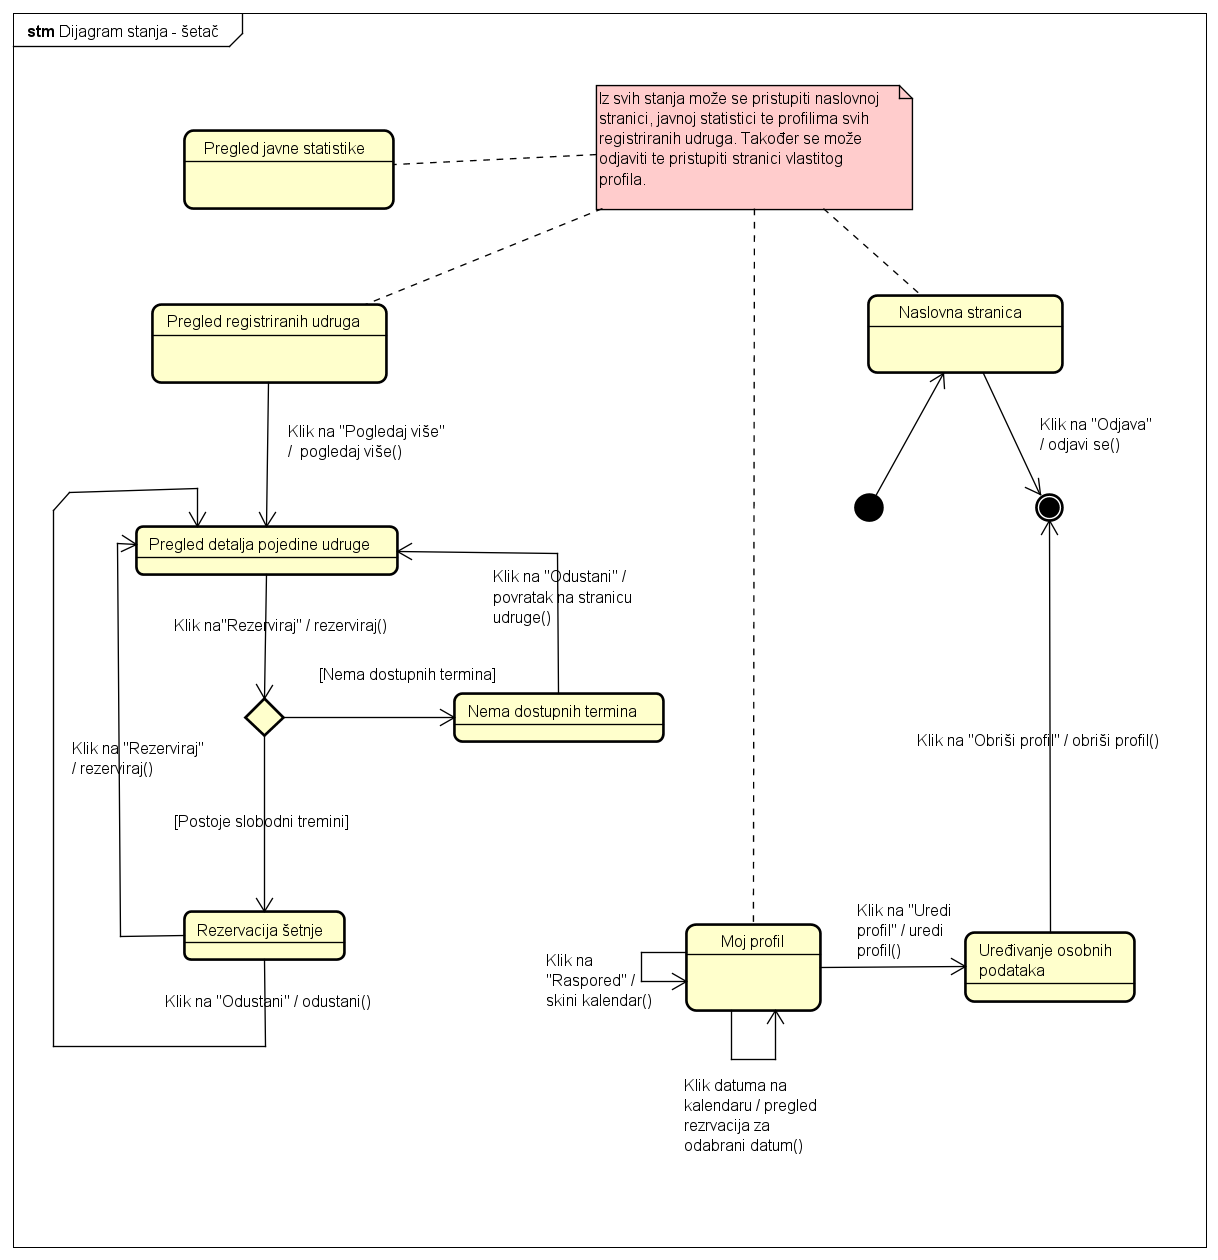 stm Dijagram stanja - šetač
Iz svih stanja može se pristupiti naslovnoj
stranici, javnoj statistici te profilima svih
registriranih udruga. Također se može
odjaviti te pristupiti stranici vlastitog
profila.
Pregled javne statistike
Pregled registriranih udruga
Naslovna stranica
Klik na "Pogledaj više"
/  pogledaj više()
Klik na "Odjava"
/ odjavi se()
Pregled detalja pojedine udruge
Klik na "Odustani" /
povratak na stranicu
udruge()
Klik na"Rezerviraj" / rezerviraj()
[Nema dostupnih termina]
Nema dostupnih termina
Klik na "Rezerviraj"
/ rezerviraj()
Klik na "Obriši profil" / obriši profil()
[Postoje slobodni tremini]
Rezervacija šetnje
Klik na "Odustani" / odustani()
Moj profil
Klik na "Uredi
profil" / uredi
profil()
Uređivanje osobnih
podataka
Klik na
"Raspored" /
skini kalendar()
Klik datuma na
kalendaru / pregled
rezrvacija za
odabrani datum()